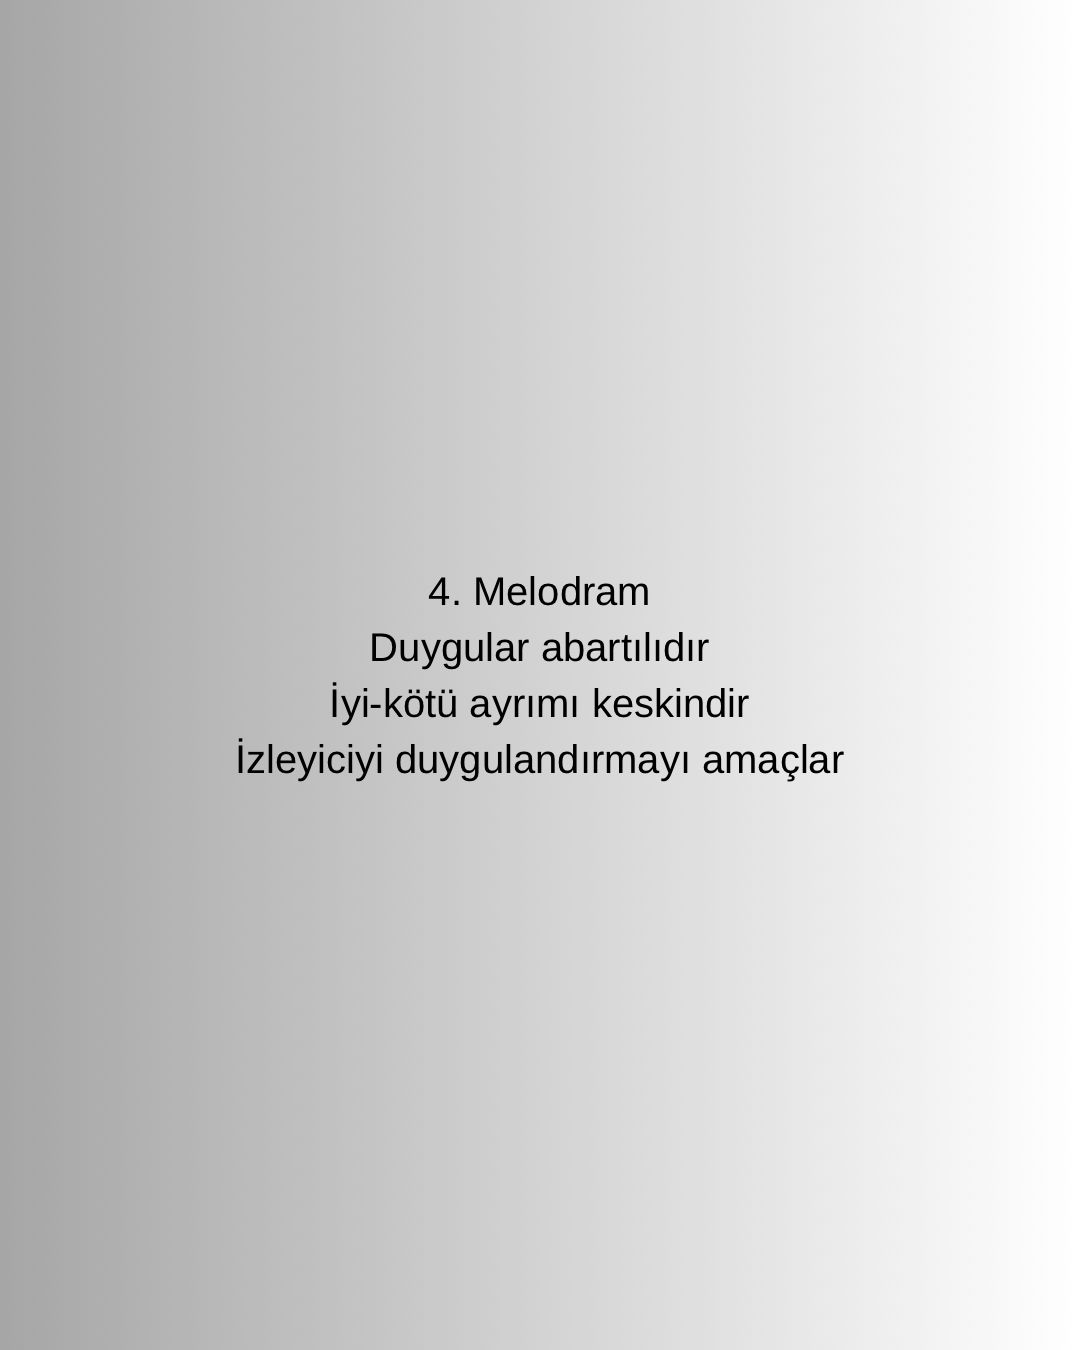 4. Melodram
Duygular abartılıdır
İyi-kötü ayrımı keskindir
İzleyiciyi duygulandırmayı amaçlar